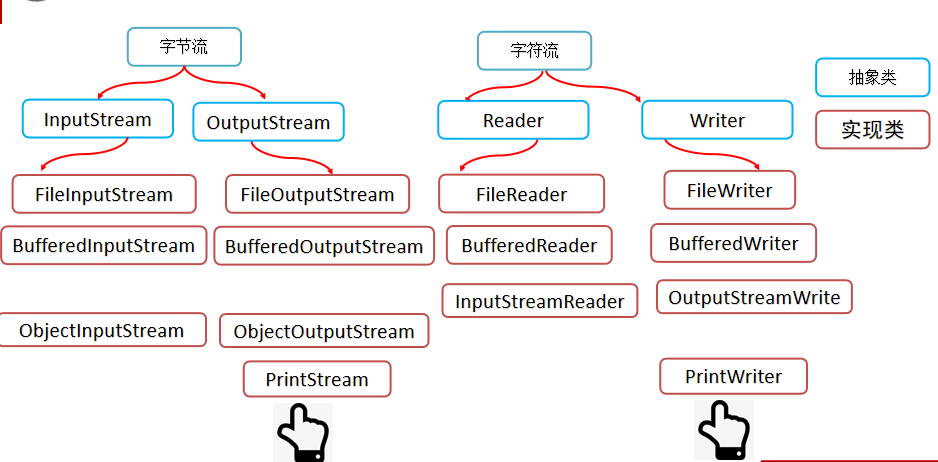 字节流
字符流
抽象类
InputStream
OutputStream
Reader
Writer
实现类
FileInputStream
FileOutputStream
FileReader
FileWriter
BufferedInputStream
BufferedOutputStream
BufferedReader
BufferedWriter
InputStreamReader
OutputStreamWrite
ObjectInputStream
ObjectOutputStream
PrintStream
PrintWriter